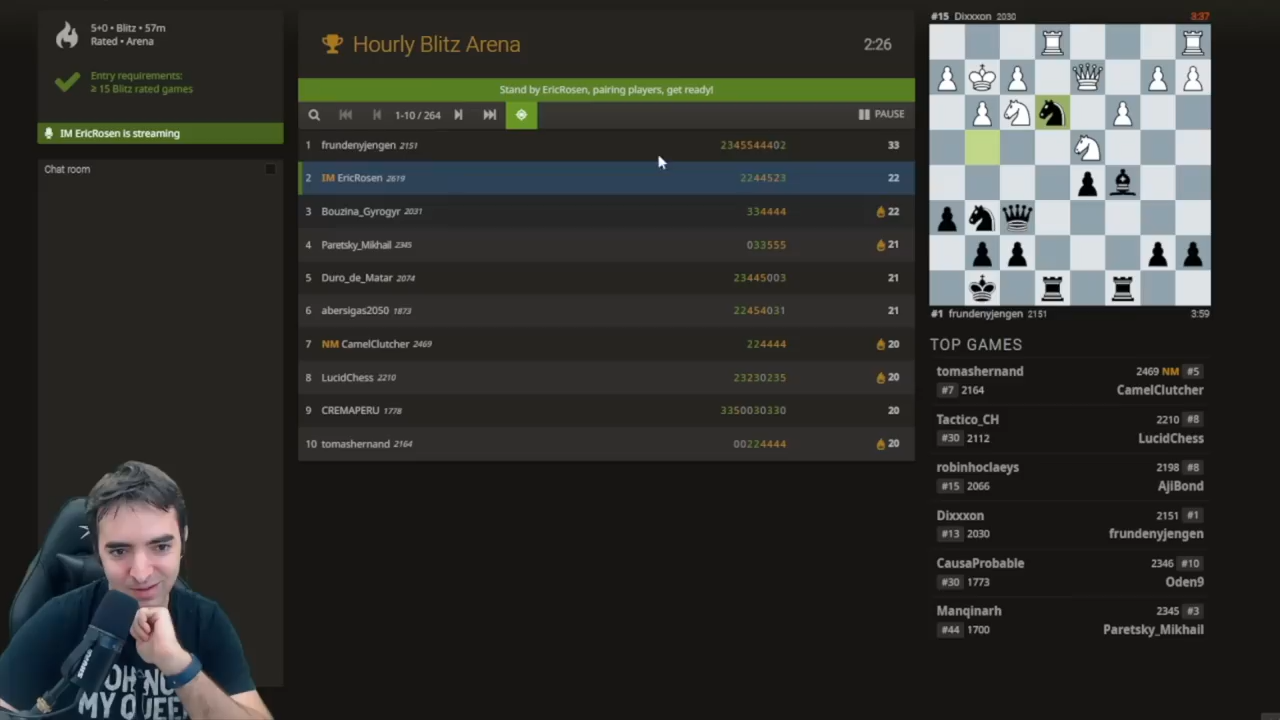 5+0 • Blitz • 57m
Rated • Arena
Entry requirements:
≥ 15 Blitz rated games
IM EricRosen is streaming
Chat room
Hourly Blitz Arena 2:26
Stand by EricRosen, pairing players, get ready!
1-10 / 264 PAUSE
1 frundenyjengen 2151 2345544402 33
2 IM EricRosen 2619 2244523 22
3 Bouzina_Gyrogyr 2031 334444 22
4 Paretsky_Mikhail 2345 033555 21
5 Duro_de_Matar 2074 23445003 21
6 abersigas2050 1873 22454031 21
7 NM CamelClutcher 2469 224444 20
8 LucidChess 2210 23230235 20
9 CREMAPERU 1778 3350030330 20
10 tomashernand 2164 00224444 20
#15 Dixxxon 2030 3:37
#1 frundenyjengen 2151 3:59
TOP GAMES
tomashernand 2469 NM #5
#7 2164 CamelClutcher
Tactico_CH 2210 #8
#30 2112 LucidChess
robinhoclaeys 2198 #8
#15 2066 AjiBond
Dixxxon 2151 #1
#13 2030 frundenyjengen
CausaProbable 2346 #10
#30 1773 Oden9
Manqinarh 2345 #3
#44 1700 Paretsky_Mikhail
OH NO
MY QUEEN